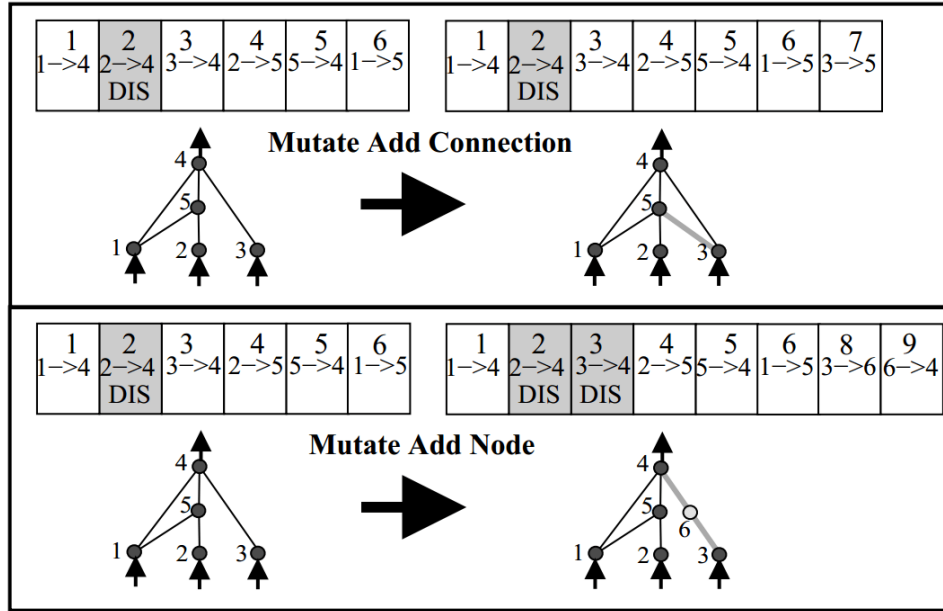 1 2 3 4 5 6 1 2 3 4 5 6 7
1->4 2->4 3->4 2->5 5->4 1->5 1->4 2->4 3->4 2->5 5->4 1->5 3->5
DIS DIS
Mutate Add Connection
4 4
5 5
1 2 3 1 2 3
1 2 3 4 5 6 1 2 3 4 5 6 8 9
1->4 2->4 3->4 2->5 5->4 1->5 1->4 2->4 3->4 2->5 5->4 1->5 3->6 6->4
DIS DIS DIS
Mutate Add Node
4 4
5 5 6
1 2 3 1 2 3